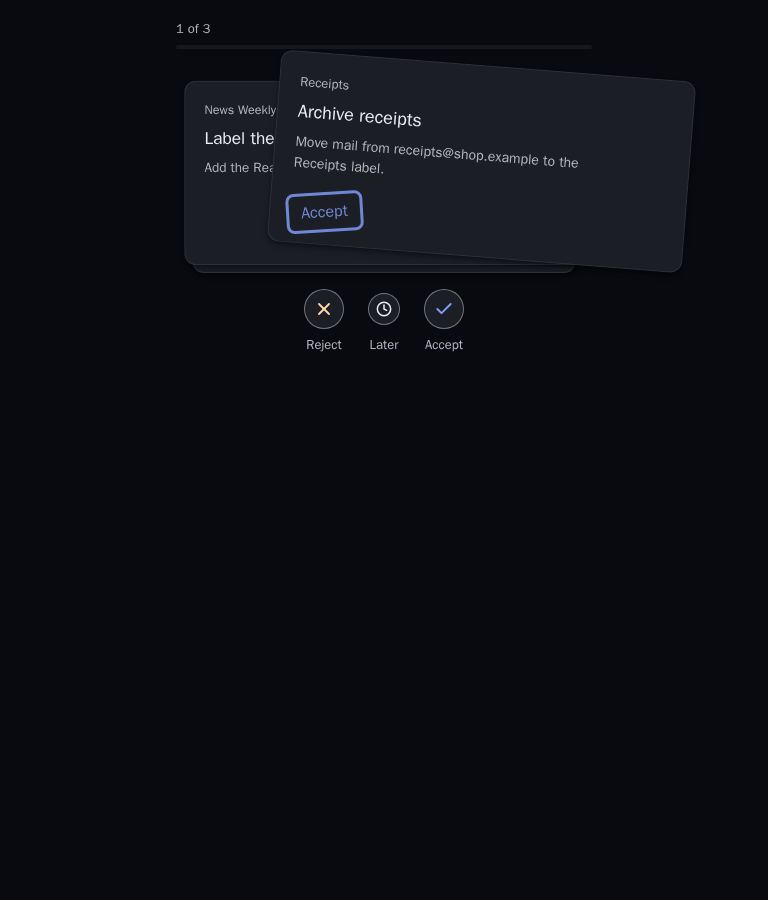 1 of 3
Receipts
Archive receipts
Move mail from receipts@shop.example to the
Receipts label.
Accept
News Weekly
Label the
Add the Rea
Reject
Later
Accept